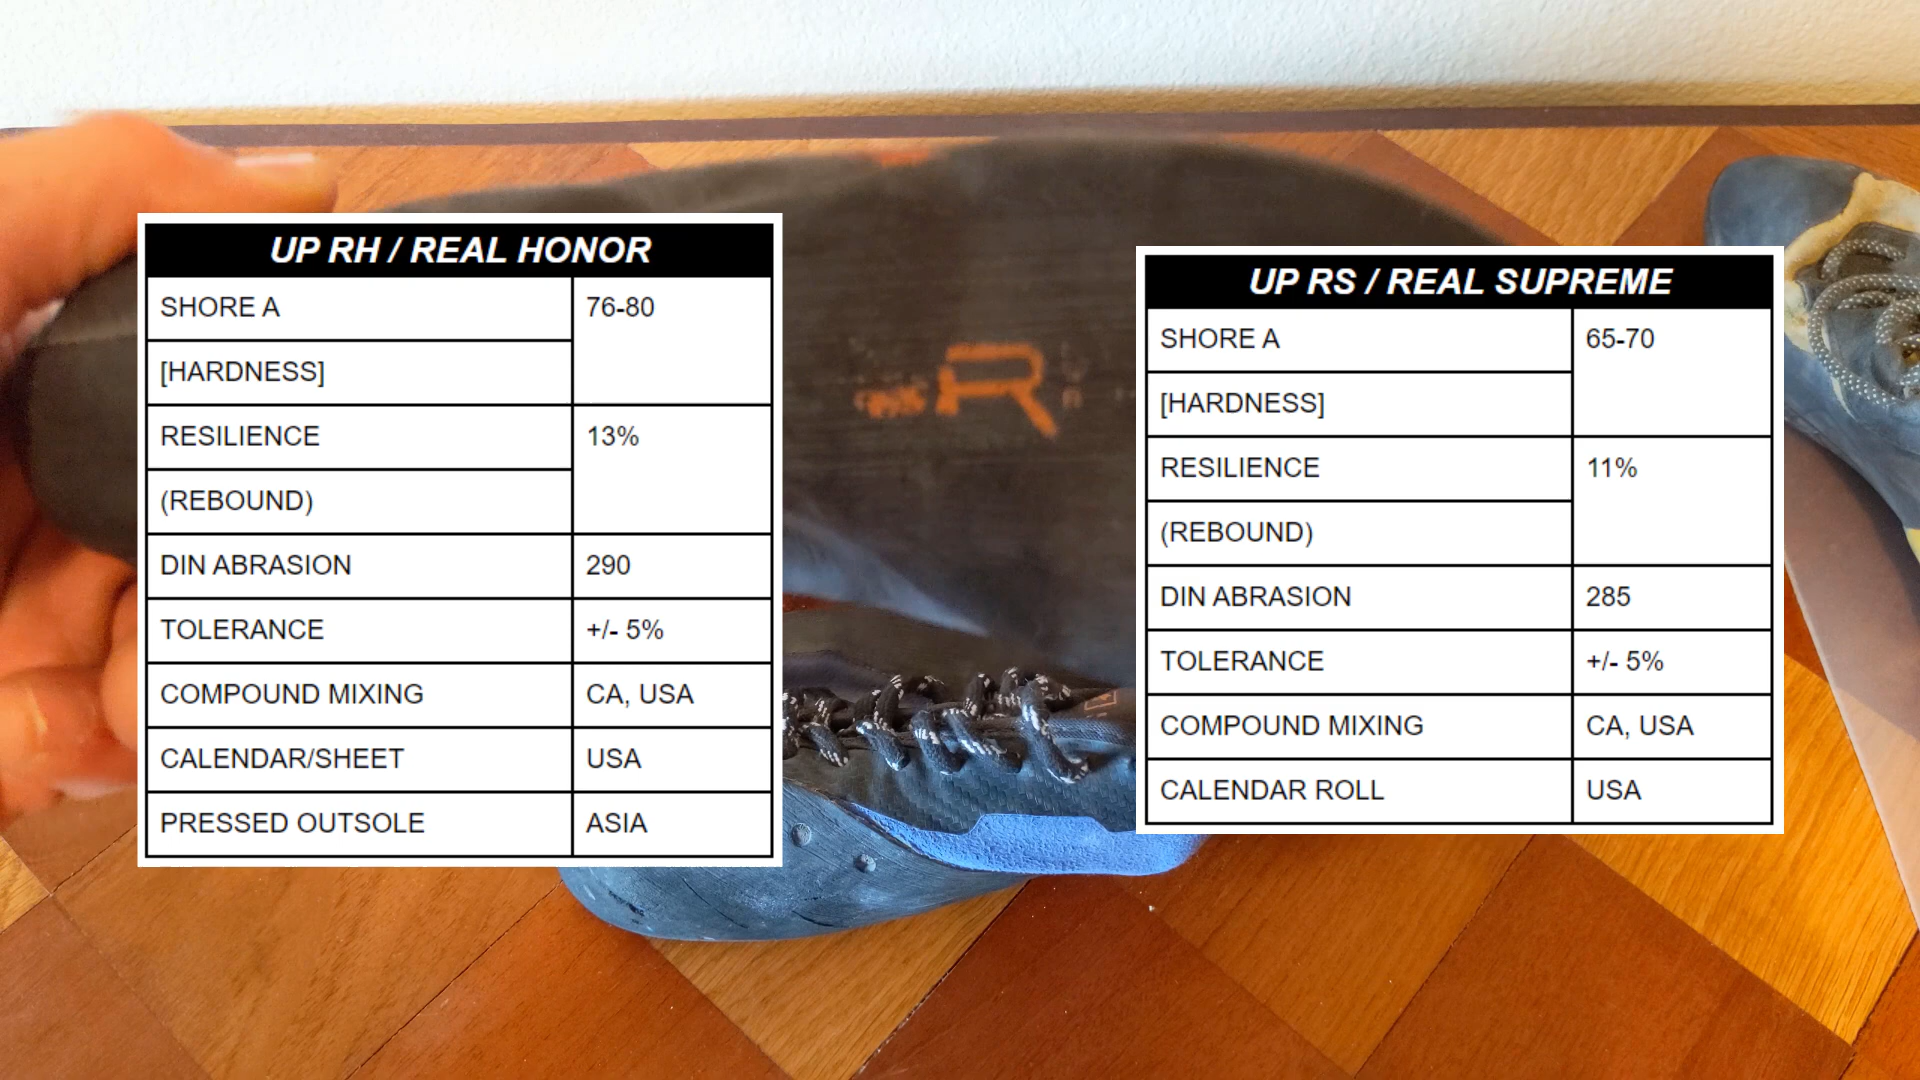 UP RH / REAL HONOR
SHORE A 76-80
[HARDNESS]
RESILIENCE 13%
(REBOUND)
DIN ABRASION 290
TOLERANCE +/- 5%
COMPOUND MIXING CA, USA
CALENDAR/SHEET USA
PRESSED OUTSOLE ASIA
R
UP RS / REAL SUPREME
SHORE A 65-70
[HARDNESS]
RESILIENCE 11%
(REBOUND)
DIN ABRASION 285
TOLERANCE +/- 5%
COMPOUND MIXING CA, USA
CALENDAR ROLL USA